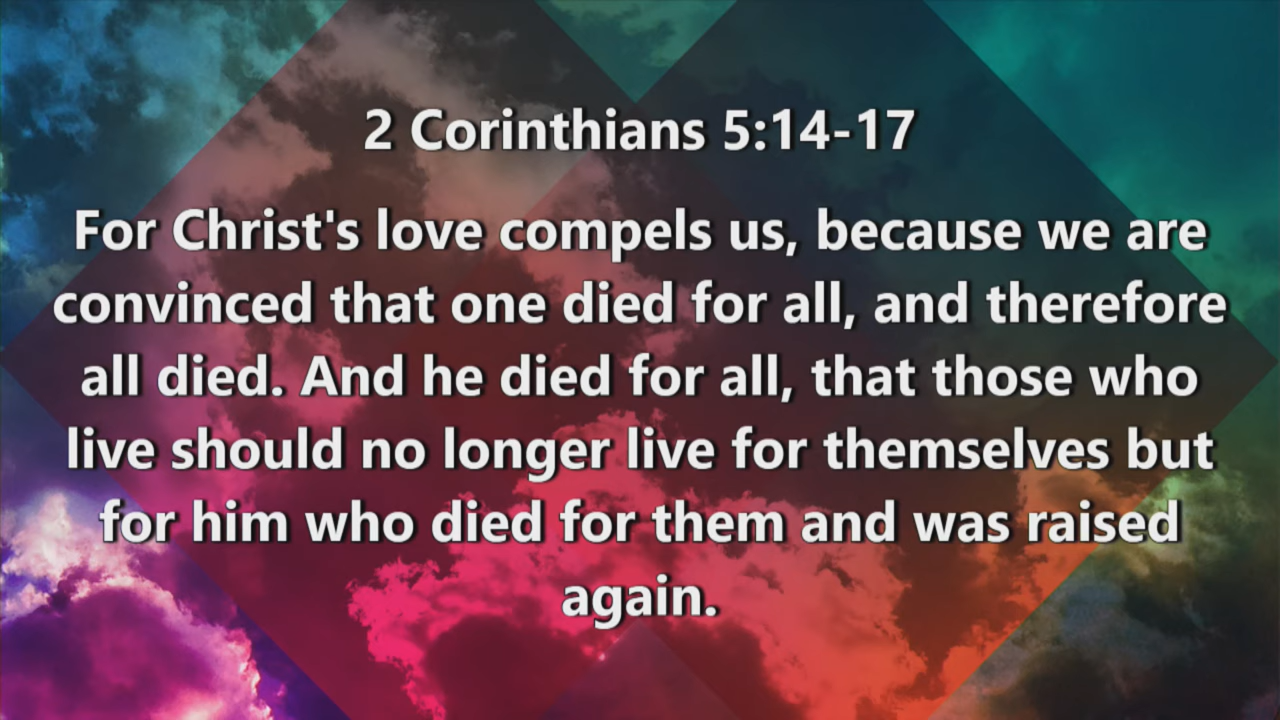 2 Corinthians 5:14-17
For Christ's love compels us, because we are
convinced that one died for all, and therefore
all died. And he died for all, that those who
live should no longer live for themselves but
for him who died for them and was raised
again.